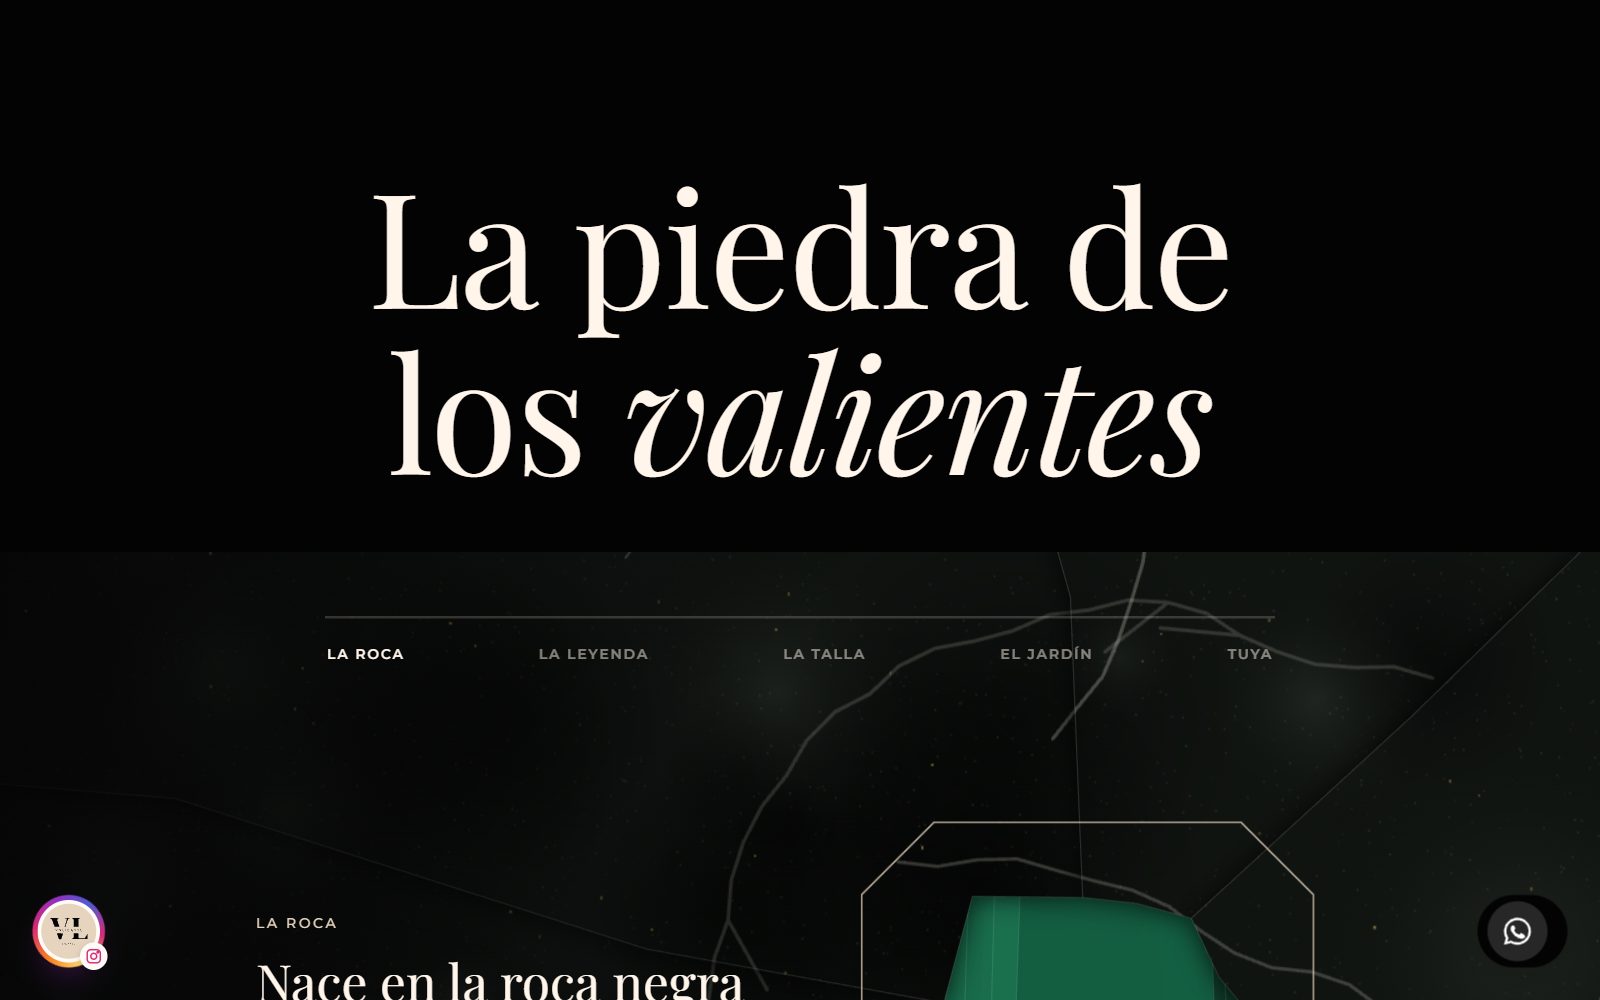 La piedra de
los valientes
LA ROCA
LA LEYENDA
LA TALLA
EL JARDÍN
TUYA
LA ROCA
Nace en la roca negra
VL